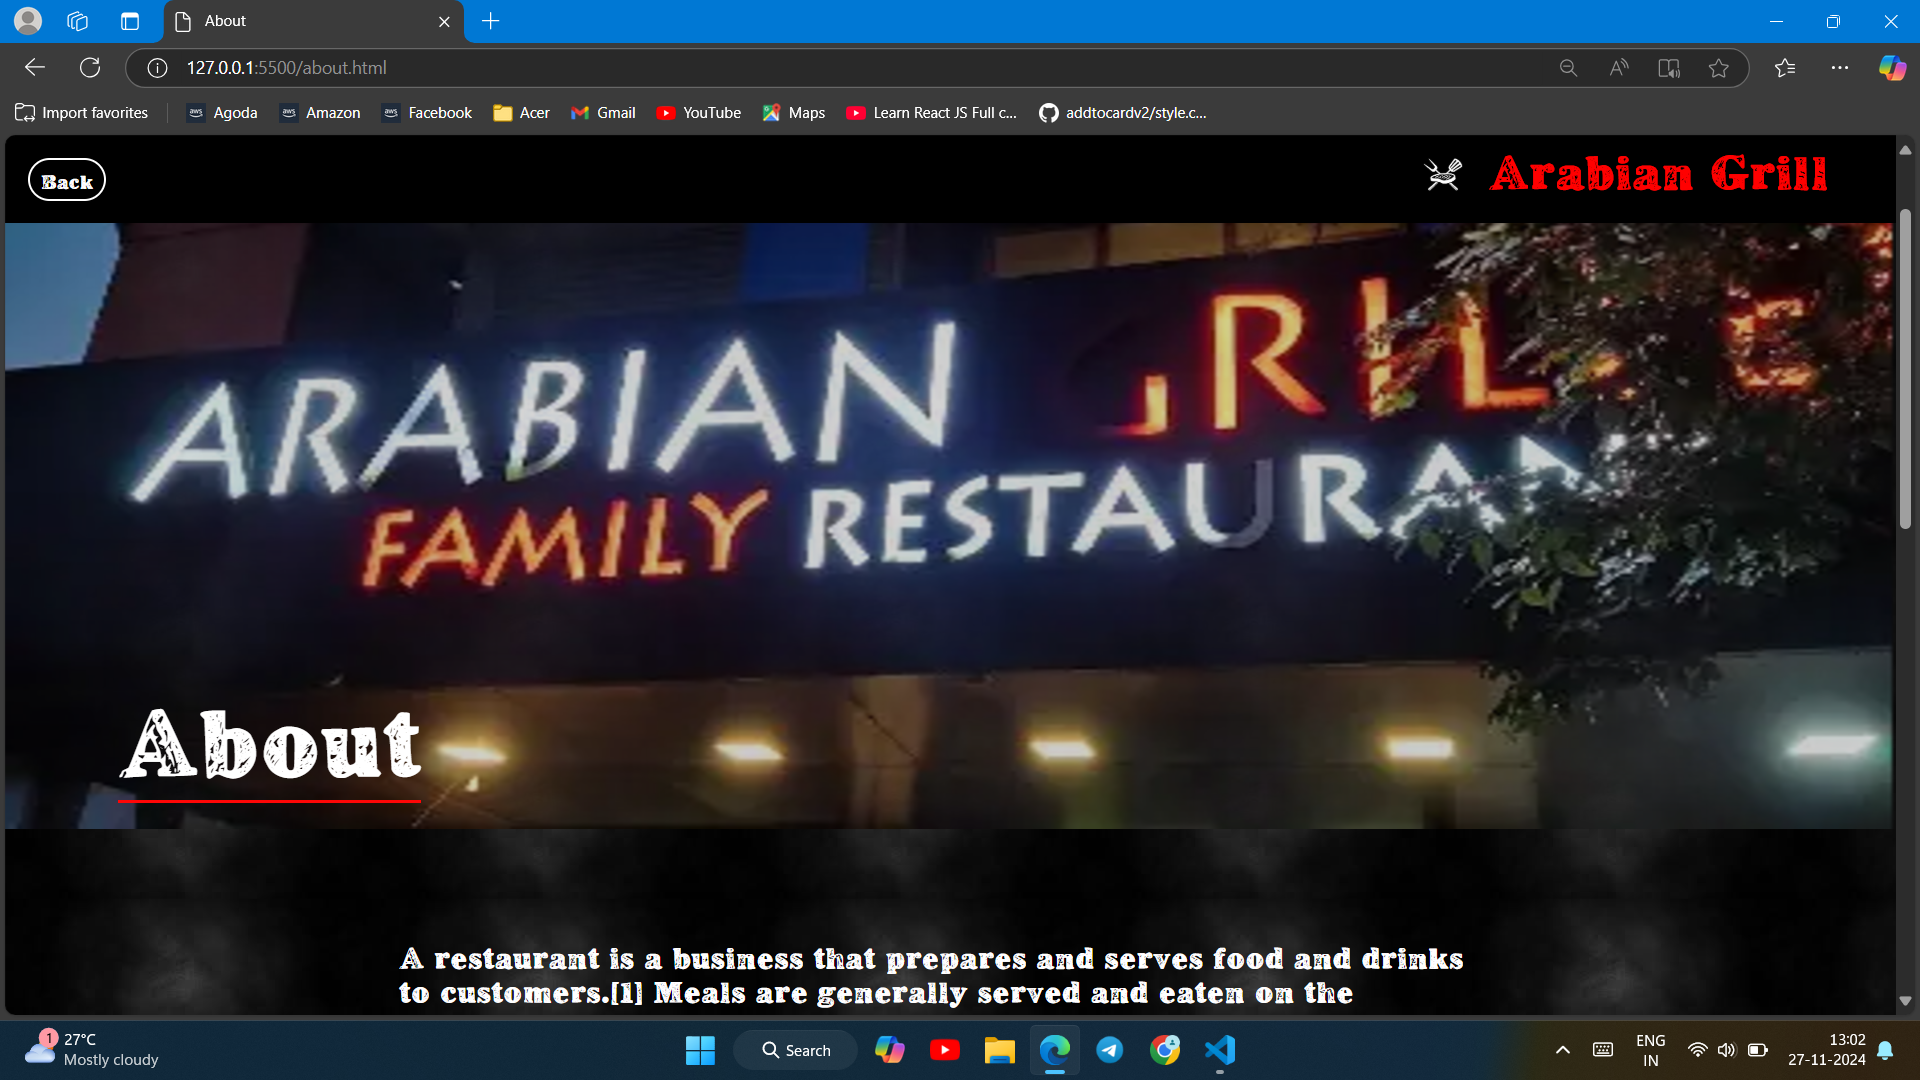 About
127.0.0.1:5500/about.html
Import favorites
Agoda
Amazon
Facebook
Acer
Gmail
YouTube
Maps
Learn React JS Full c...
addtocardv2/style.c...
Back
Arabian Grill
ARABIAN
FAMILY RESTAURAN
About
A restaurant is a business that prepares and serves food and drinks
to customers.[1] Meals are generally served and eaten on the
1
27°C
Mostly cloudy
Search
ENG
IN
13:02
27-11-2024